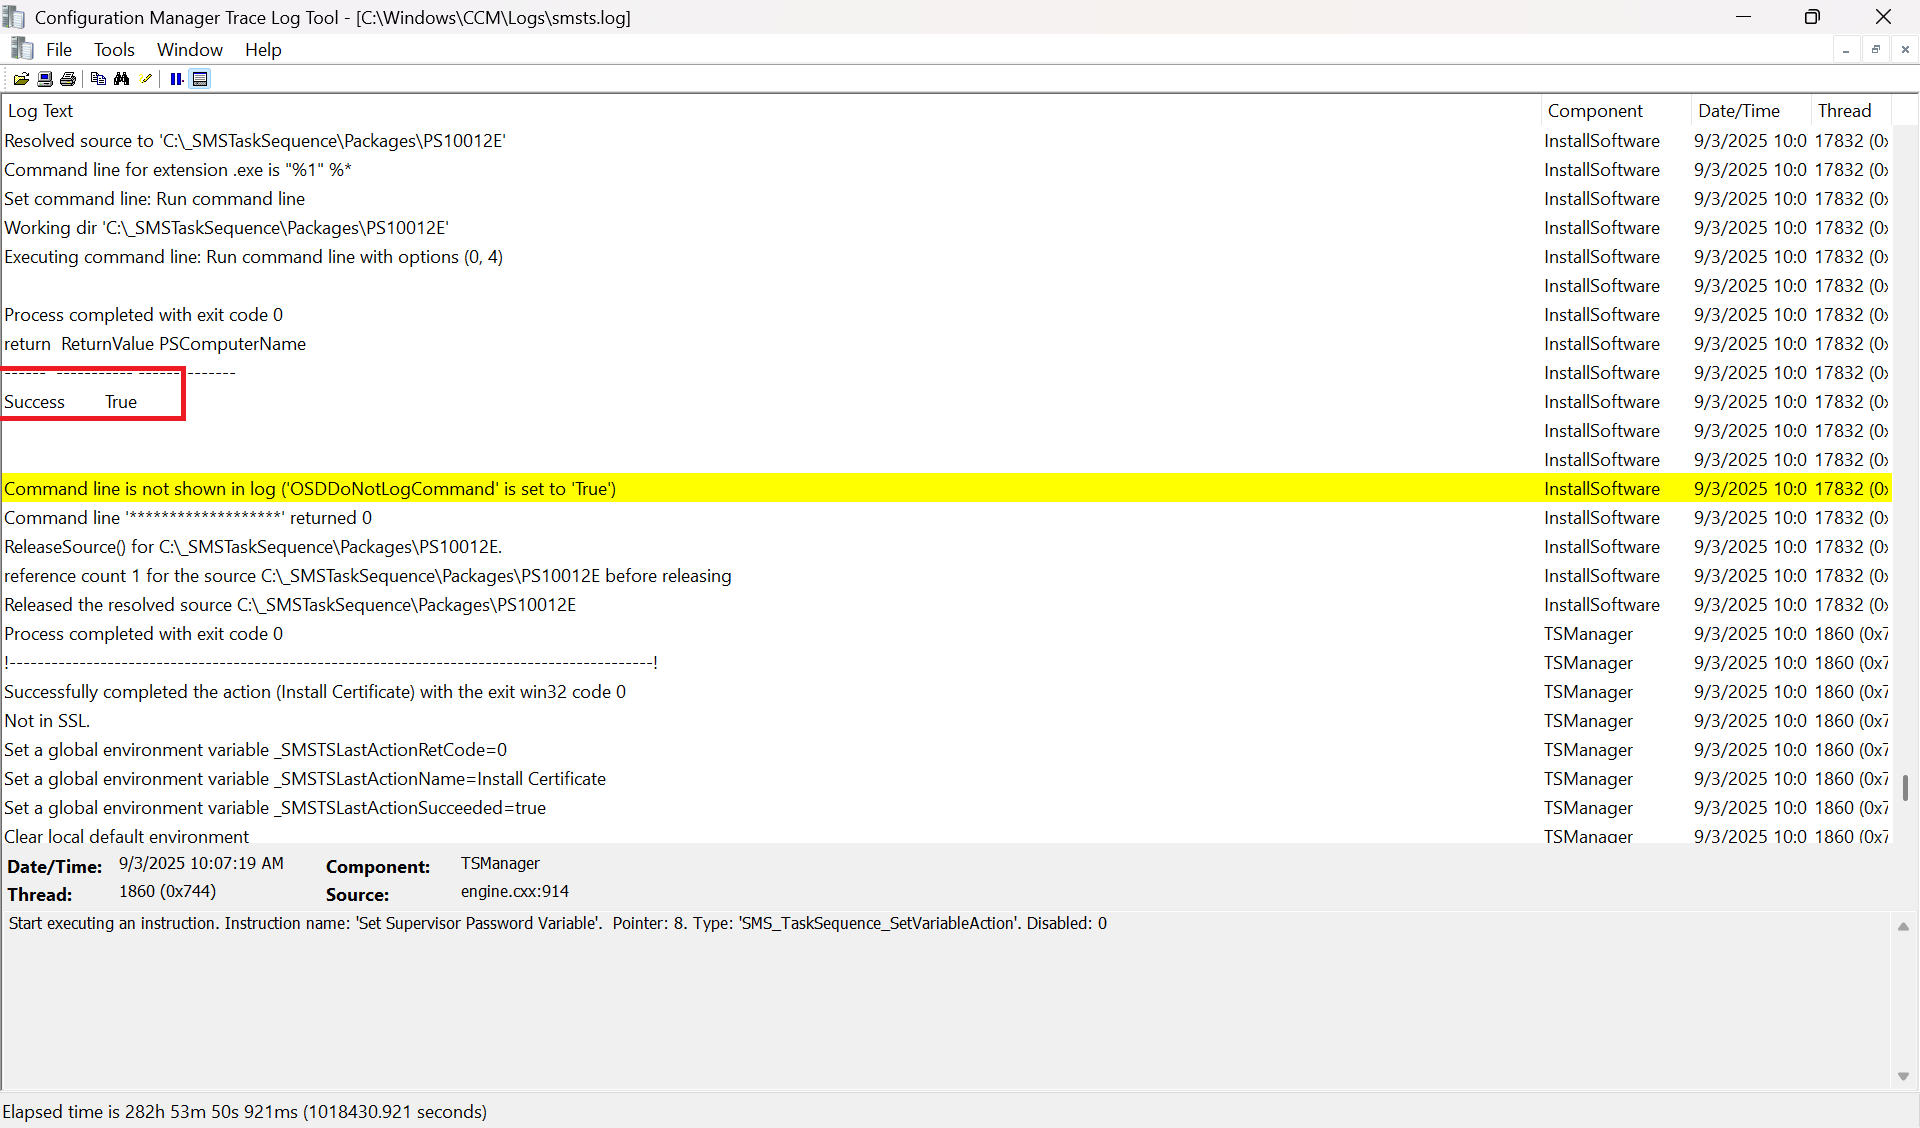 Configuration Manager Trace Log Tool - [C:\Windows\CCM\Logs\smsts.log]
File Tools Window Help
Log Text Component Date/Time Thread
Resolved source to 'C:\_SMSTaskSequence\Packages\PS10012E' InstallSoftware 9/3/2025 10:0 17832 (0x
Command line for extension .exe is "%1" %* InstallSoftware 9/3/2025 10:0 17832 (0x
Set command line: Run command line InstallSoftware 9/3/2025 10:0 17832 (0x
Working dir 'C:\_SMSTaskSequence\Packages\PS10012E' InstallSoftware 9/3/2025 10:0 17832 (0x
Executing command line: Run command line with options (0, 4) InstallSoftware 9/3/2025 10:0 17832 (0x
InstallSoftware 9/3/2025 10:0 17832 (0x
Process completed with exit code 0 InstallSoftware 9/3/2025 10:0 17832 (0x
return  ReturnValue PSComputerName InstallSoftware 9/3/2025 10:0 17832 (0x
------  ----------- -------------- InstallSoftware 9/3/2025 10:0 17832 (0x
Success        True InstallSoftware 9/3/2025 10:0 17832 (0x
InstallSoftware 9/3/2025 10:0 17832 (0x
InstallSoftware 9/3/2025 10:0 17832 (0x
Command line is not shown in log ('OSDDoNotLogCommand' is set to 'True') InstallSoftware 9/3/2025 10:0 17832 (0x
Command line '*******************' returned 0 InstallSoftware 9/3/2025 10:0 17832 (0x
ReleaseSource() for C:\_SMSTaskSequence\Packages\PS10012E. InstallSoftware 9/3/2025 10:0 17832 (0x
reference count 1 for the source C:\_SMSTaskSequence\Packages\PS10012E before releasing InstallSoftware 9/3/2025 10:0 17832 (0x
Released the resolved source C:\_SMSTaskSequence\Packages\PS10012E InstallSoftware 9/3/2025 10:0 17832 (0x
Process completed with exit code 0 TSManager 9/3/2025 10:0 1860 (0x7
!--------------------------------------------------------------------------------------------! TSManager 9/3/2025 10:0 1860 (0x7
Successfully completed the action (Install Certificate) with the exit win32 code 0 TSManager 9/3/2025 10:0 1860 (0x7
Not in SSL. TSManager 9/3/2025 10:0 1860 (0x7
Set a global environment variable _SMSTSLastActionRetCode=0 TSManager 9/3/2025 10:0 1860 (0x7
Set a global environment variable _SMSTSLastActionName=Install Certificate TSManager 9/3/2025 10:0 1860 (0x7
Set a global environment variable _SMSTSLastActionSucceeded=true TSManager 9/3/2025 10:0 1860 (0x7
Clear local default environment TSManager 9/3/2025 10:0 1860 (0x7
Date/Time: 9/3/2025 10:07:19 AM Component: TSManager
Thread: 1860 (0x744) Source: engine.cxx:914
Start executing an instruction. Instruction name: 'Set Supervisor Password Variable'.  Pointer: 8. Type: 'SMS_TaskSequence_SetVariableAction'. Disabled: 0
Elapsed time is 282h 53m 50s 921ms (1018430.921 seconds)